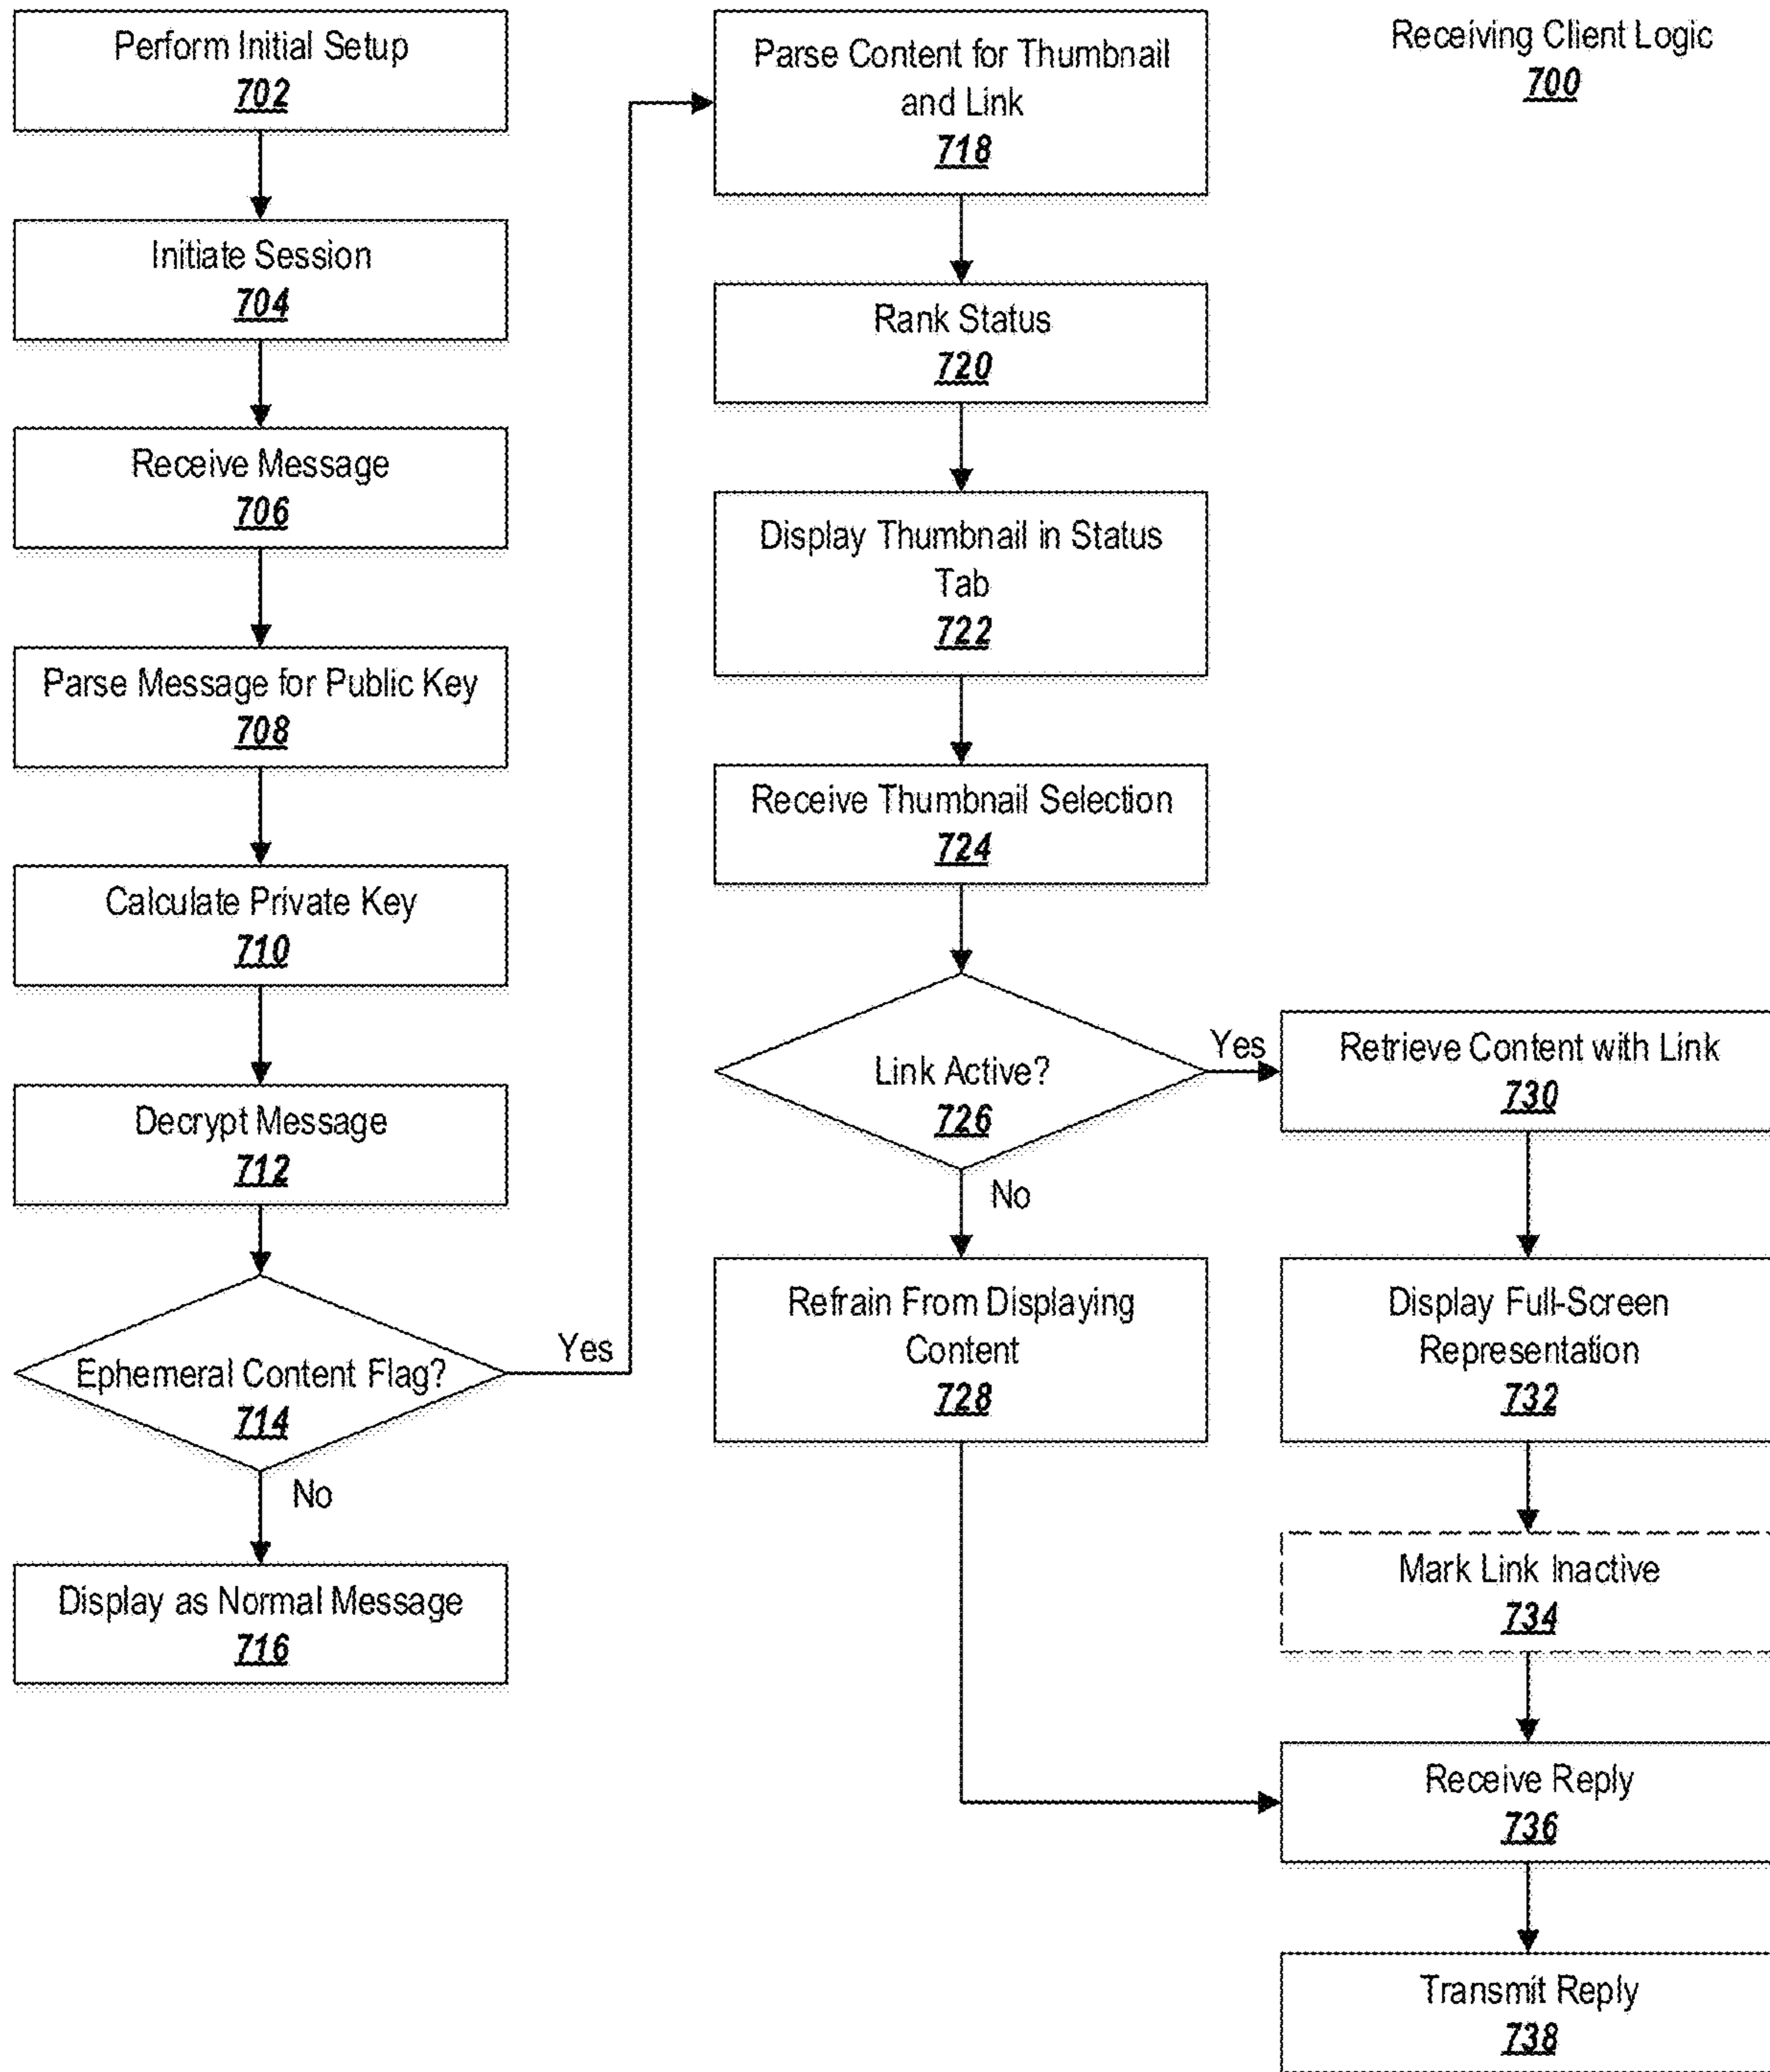 Perform Initial Setup
702
Initiate Session
704
Receive Message
706
Parse Message for Public Key
708
Calculate Private Key
710
Decrypt Message
712
Ephemeral Content Flag?
714
Yes
No
Display as Normal Message
716
Parse Content for Thumbnail
and Link
718
Rank Status
720
Display Thumbnail in Status
Tab
722
Receive Thumbnail Selection
724
Link Active?
726
Yes
No
Refrain From Displaying
Content
728
Receiving Client Logic
700
Retrieve Content with Link
730
Display Full-Screen
Representation
732
Mark Link Inactive
734
Receive Reply
736
Transmit Reply
738